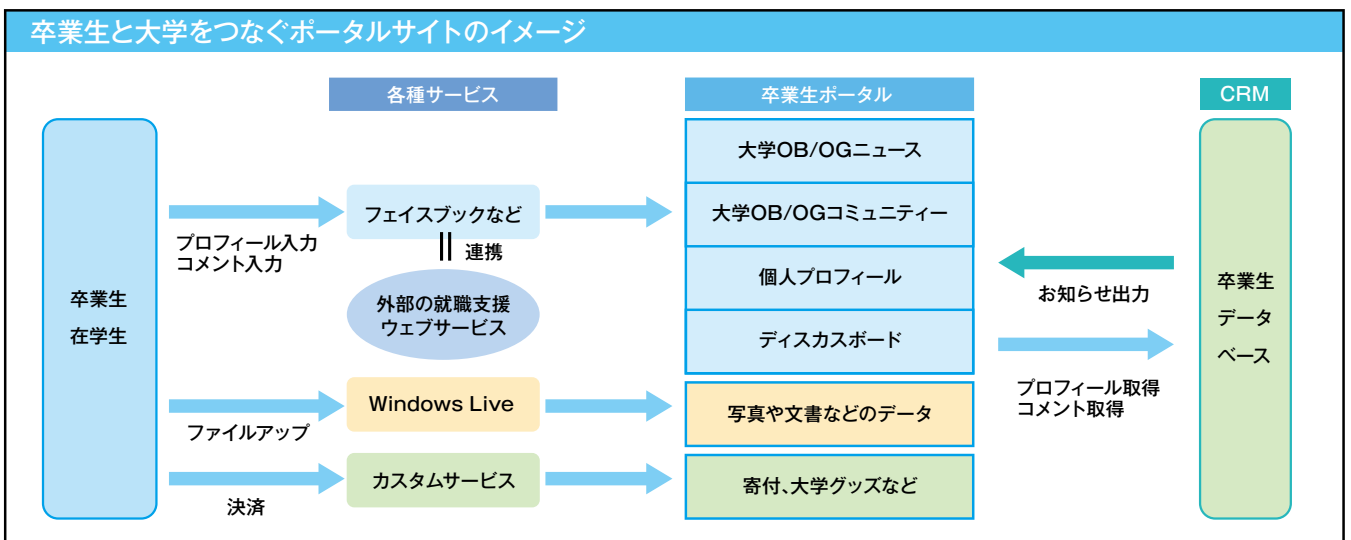 卒業生と大学をつなぐポータルサイトのイメージ
各種サービス
卒業生ポータル
CRM
卒業生
在学生
プロフィール入力
コメント入力
ファイルアップ
決済
フェイスブックなど
連携
外部の就職支援
ウェブサービス
Windows Live
カスタムサービス
大学OB/OGニュース
大学OB/OGコミュニティー
個人プロフィール
ディスカスボード
写真や文書などのデータ
寄付、大学グッズなど
お知らせ出力
プロフィール取得
コメント取得
卒業生
データ
ベース